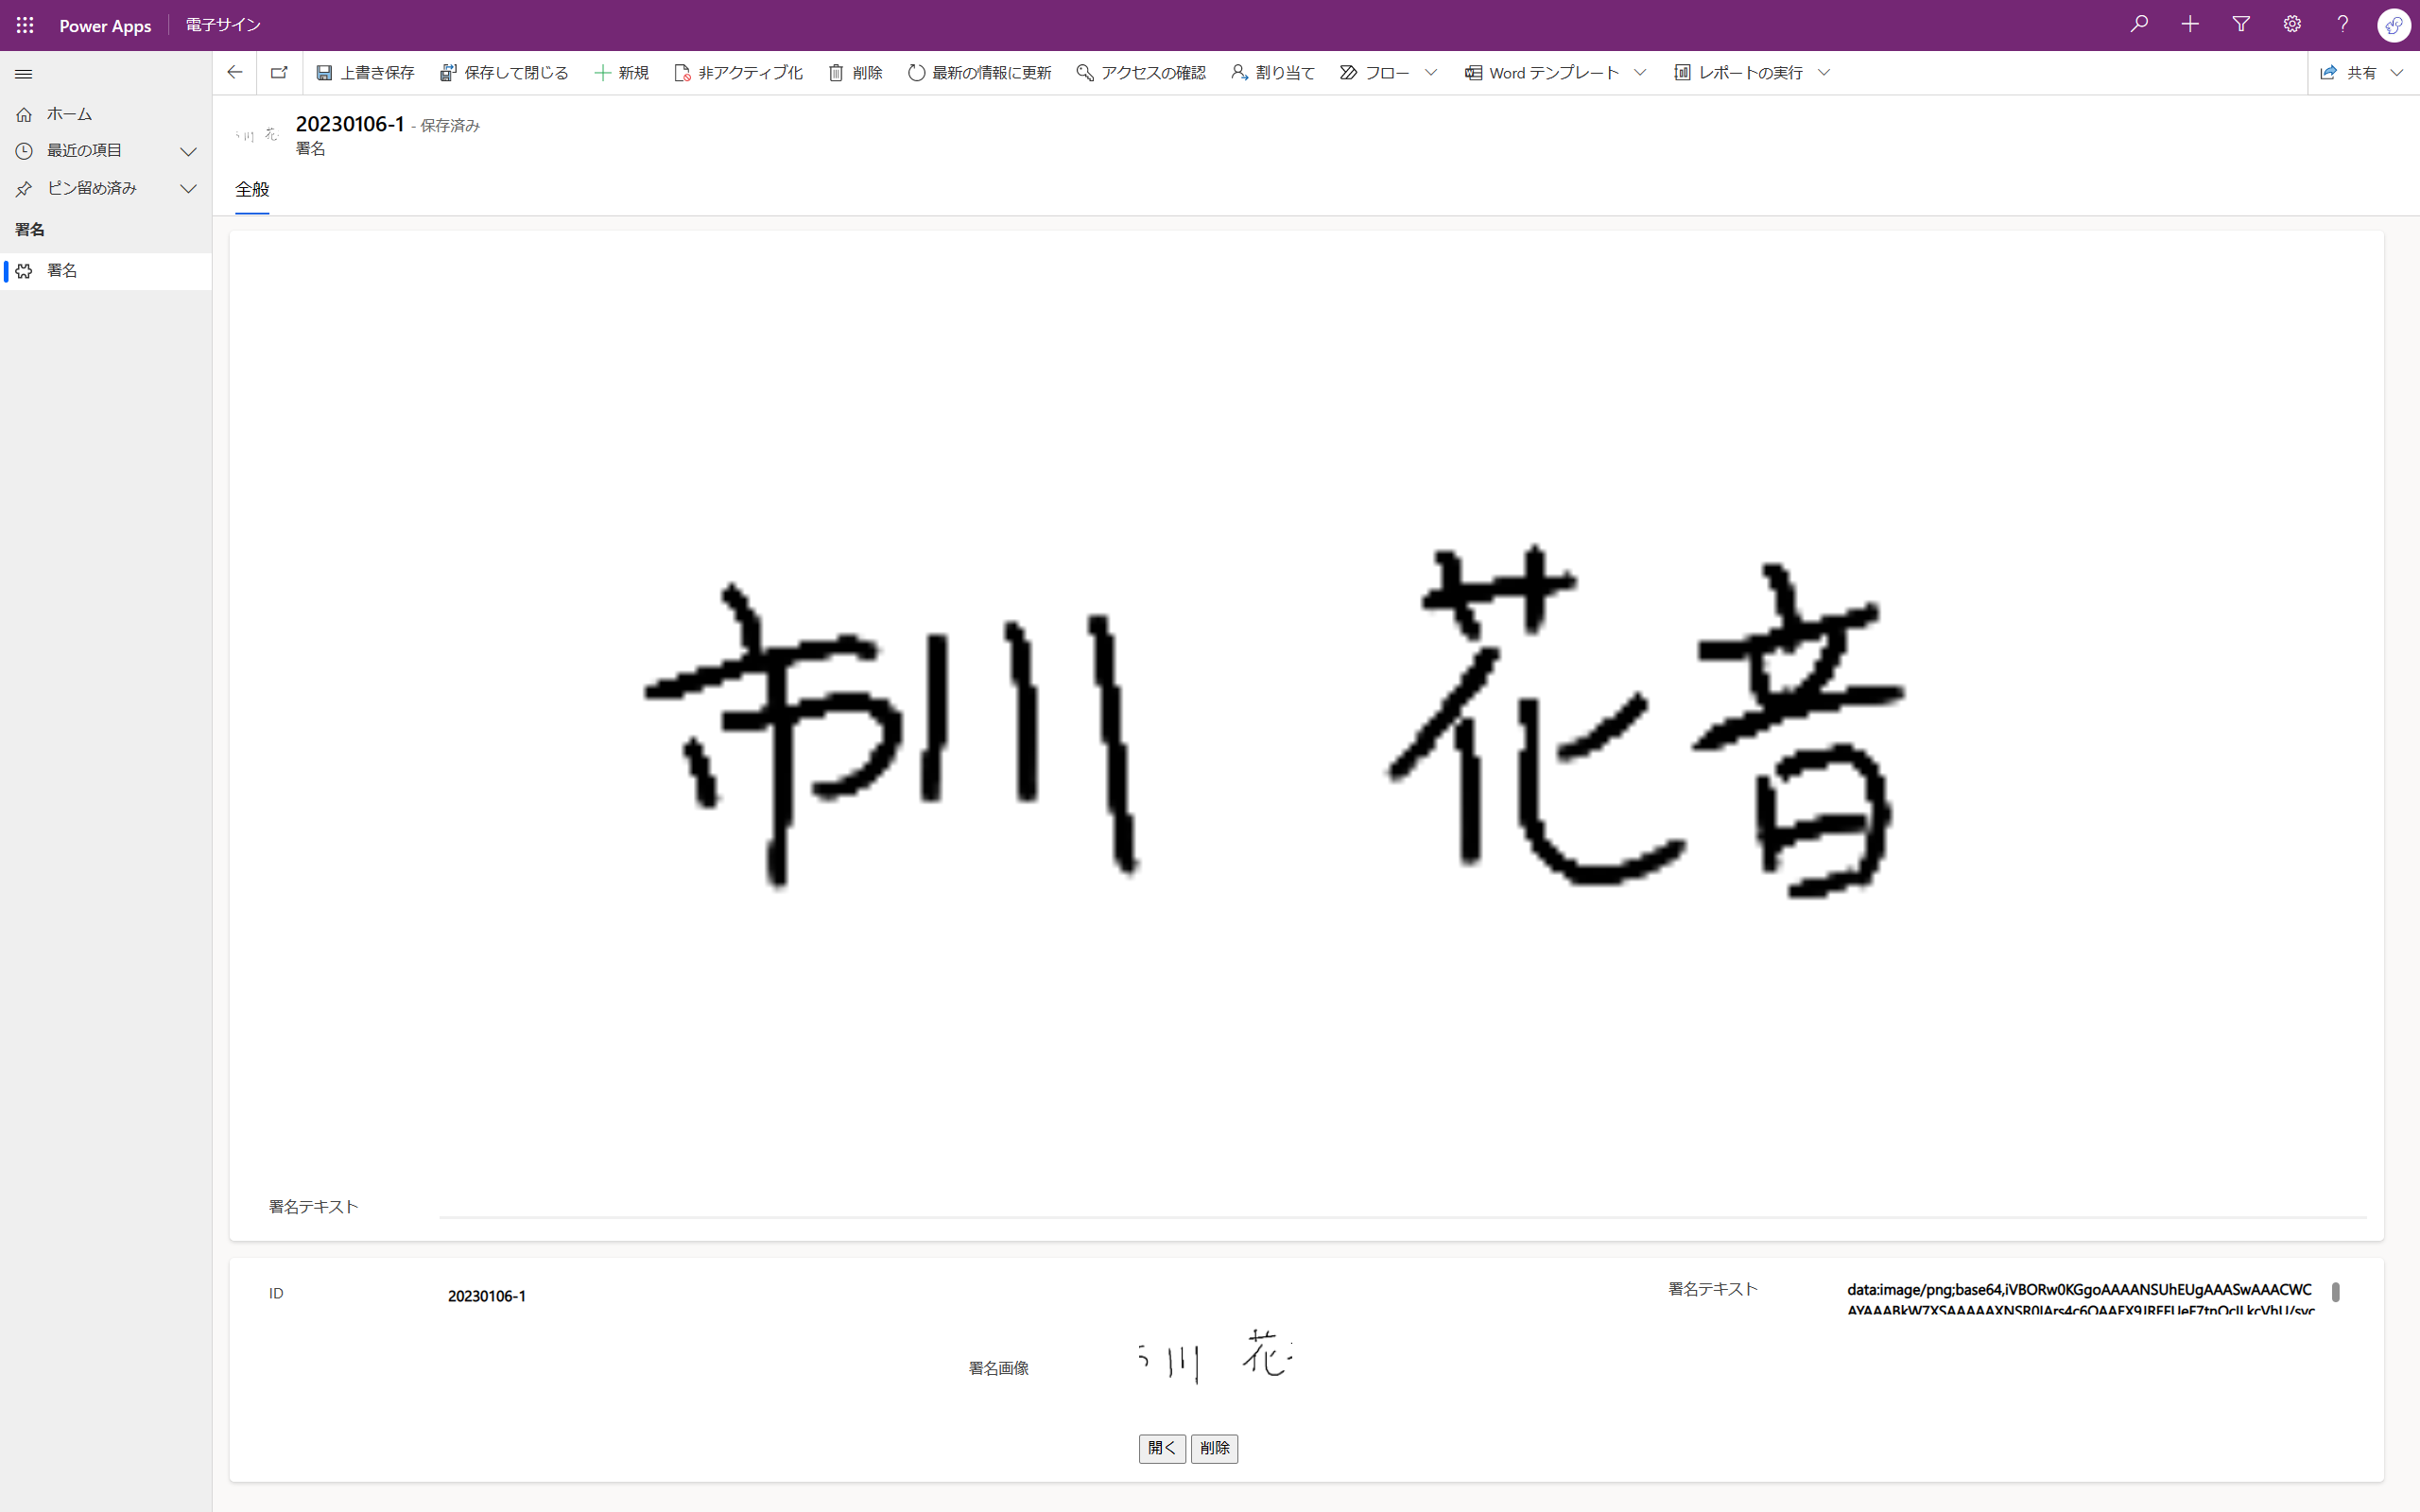 Power Apps 電子サイン
上書き保存 保存して閉じる 新規 非アクティブ化 削除 最新の情報に更新 アクセスの確認 割り当て フロー Word テンプレート レポートの実行 共有
ホーム
最近の項目
ピン留め済み
署名
署名
20230106-1 - 保存済み
署名
全般
市川 花音
署名テキスト
ID 20230106-1
署名画像
川 花
開く 削除
署名テキスト data:image/png;base64,iVBORw0KGgoAAAANSUhEUgAAASwAAACWC